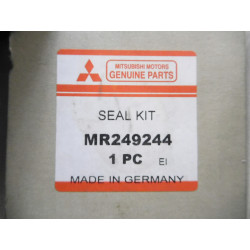 MITSUBISHI MOTORS
GENUINE PARTS
SEAL KIT
MR249244
1 PC EI
MADE IN GERMANY